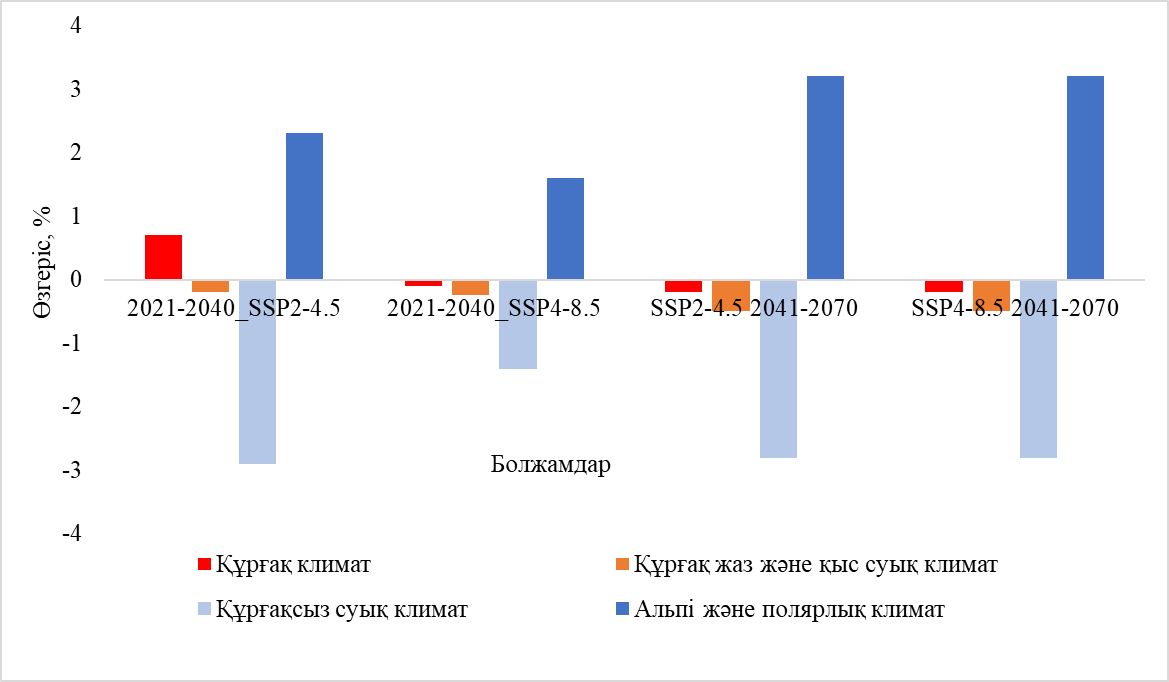 4
3
2
1
0
-1
-2
-3
-4
Өзгеріс, %
2021-2040_SSP2-4.5
2021-2040_SSP4-8.5
SSP2-4.5 2041-2070
SSP4-8.5 2041-2070
Болжамдар
Құрғақ климат
Құрғақ жаз және қыс суық климат
Құрғақсыз суық климат
Альпі және полярлық климат